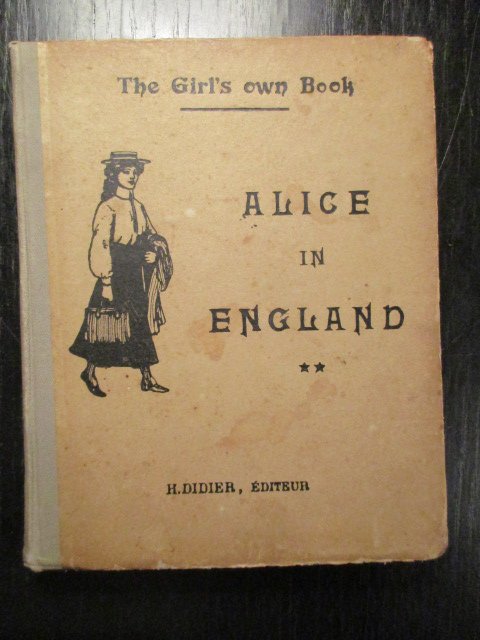 The Girl's own Book
ALICE
IN
ENGLAND
★★
H. DIDIER, ÉDITEUR